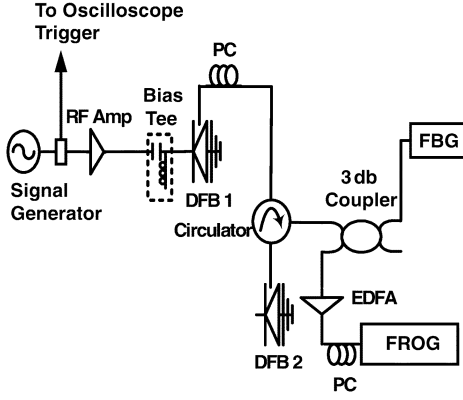 To Oscilloscope
Trigger
PC
Bias
Tee
RF Amp
FBG
3 db
Coupler
DFB 1
Signal
Generator
Circulator
EDFA
DFB 2
FROG
PC